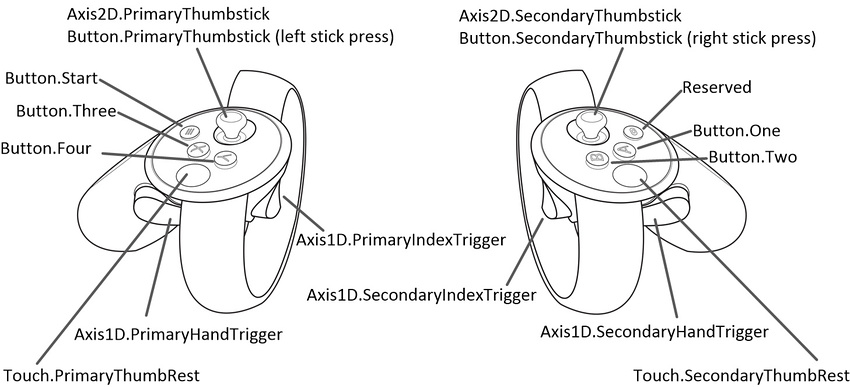 Axis2D.PrimaryThumbstick
Button.PrimaryThumbstick (left stick press)
Axis2D.SecondaryThumbstick
Button.SecondaryThumbstick (right stick press)
Button.Start
Reserved
Button.Three
Button.One
Button.Four
Button.Two
X
Y
A
B
Axis1D.PrimaryIndexTrigger
Axis1D.SecondaryIndexTrigger
Axis1D.PrimaryHandTrigger
Axis1D.SecondaryHandTrigger
Touch.PrimaryThumbRest
Touch.SecondaryThumbRest